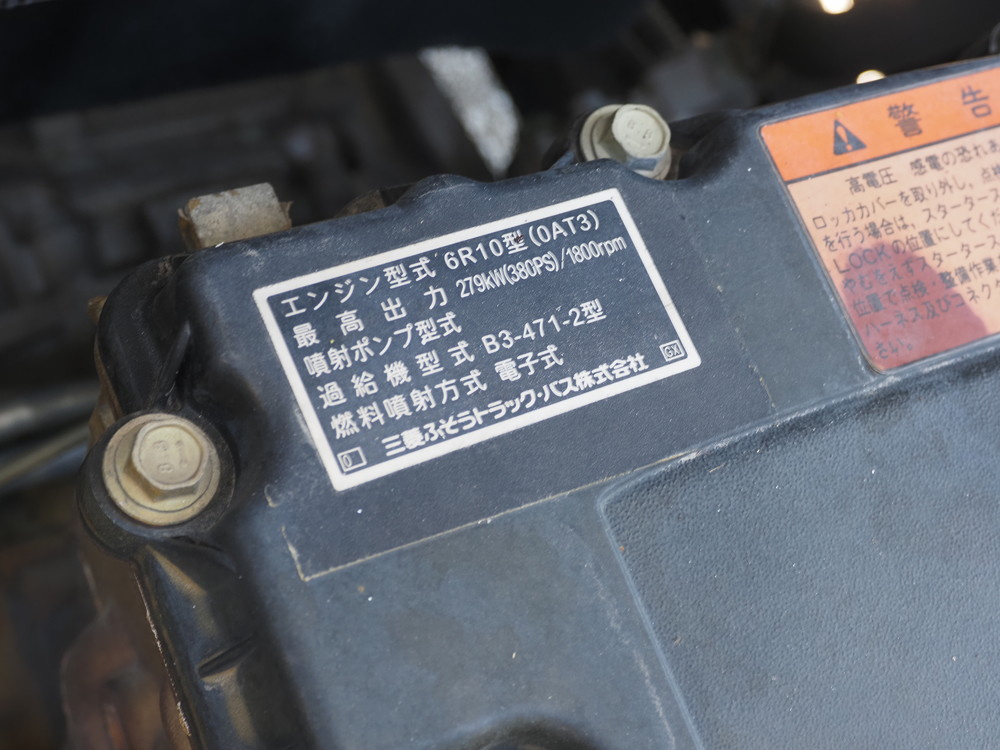 エンジン型式 6R10型(0AT3)
最高出力 279kW(380PS)/1800rpm
噴射ポンプ型式
過給機型式 B3-471-2型
燃料噴射方式 電子式
0 三菱ふそうトラック・バス株式会社 GX
警告
高電圧 感電の恐れあ
ロッカカバーを取り外し、点検
を行う場合は、スタータース
LOCKの位置にしてくだ
やむをえずスタータース
位置で点検・整備作業
ハーネス及びコネク
さい。
8.8